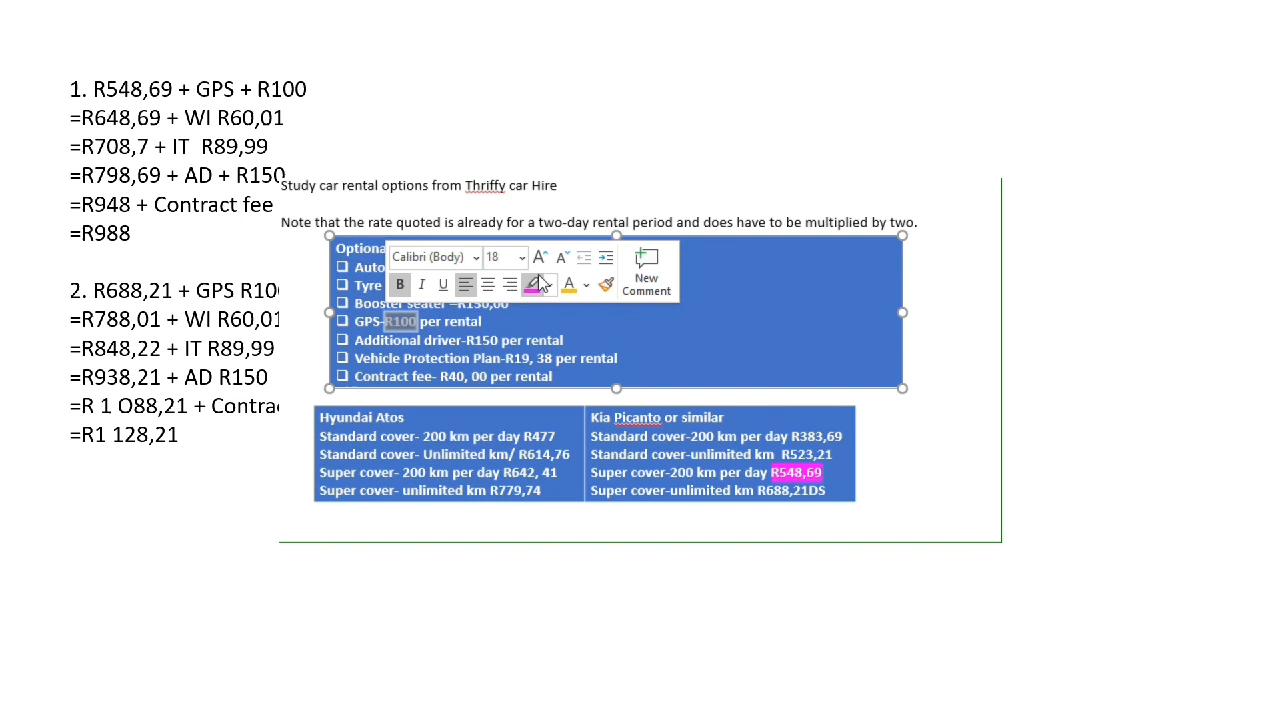 1. R548,69 + GPS + R100
=R648,69 + WI R60,01
=R708,7 + IT  R89,99
=R798,69 + AD + R150
=R948 + Contract fee
=R988
2. R688,21 + GPS R10
=R788,01 + WI R60,01
=R848,22 + IT R89,99
=R938,21 + AD R150
=R 1 O88,21 + Contra
=R1 128,21
Study car rental options from Thriffy car Hire
Note that the rate quoted is already for a two-day rental period and does have to be multiplied by two.
Optiona
Auto
Tyre
Booster seater –R150,00
GPS-R100 per rental
Additional driver-R150 per rental
Vehicle Protection Plan-R19, 38 per rental
Contract fee- R40, 00 per rental
Calibri (Body) 18
B I U A
New
Comment
Hyundai Atos
Standard cover- 200 km per day R477
Standard cover- Unlimited km/ R614,76
Super cover- 200 km per day R642, 41
Super cover- unlimited km R779,74
Kia Picanto or similar
Standard cover-200 km per day R383,69
Standard cover-unlimited km  R523,21
Super cover-200 km per day R548,69
Super cover-unlimited km R688,21DS